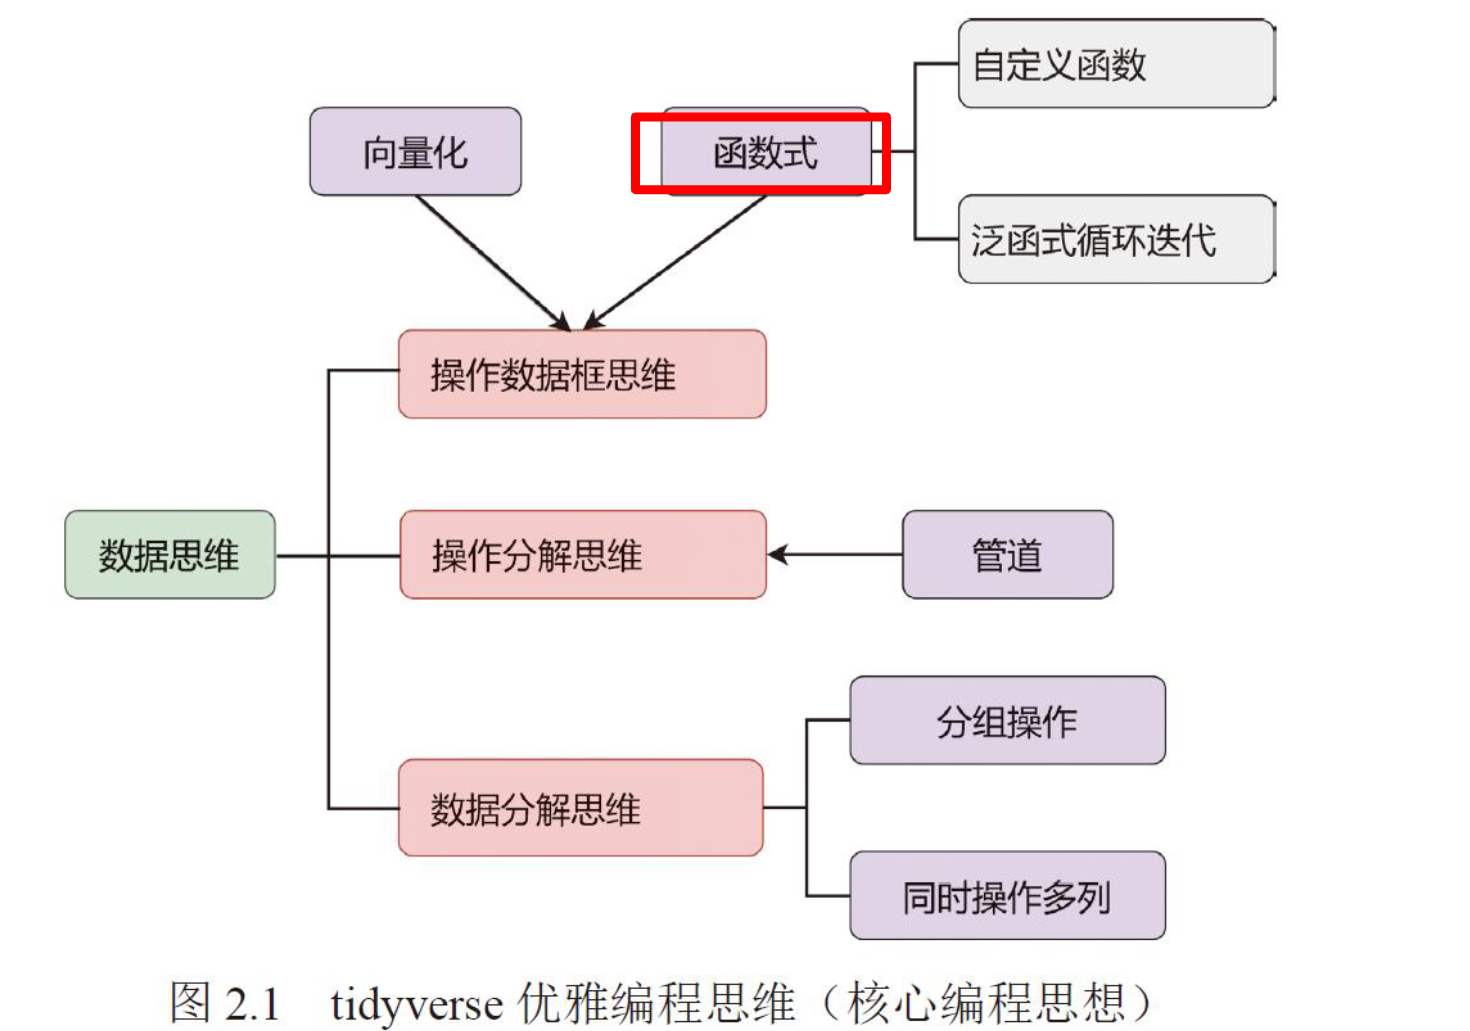 自定义函数
向量化
函数式
泛函式循环迭代
操作数据框思维
数据思维
操作分解思维
管道
分组操作
数据分解思维
同时操作多列
图 2.1 tidyverse 优雅编程思维（核心编程思想）